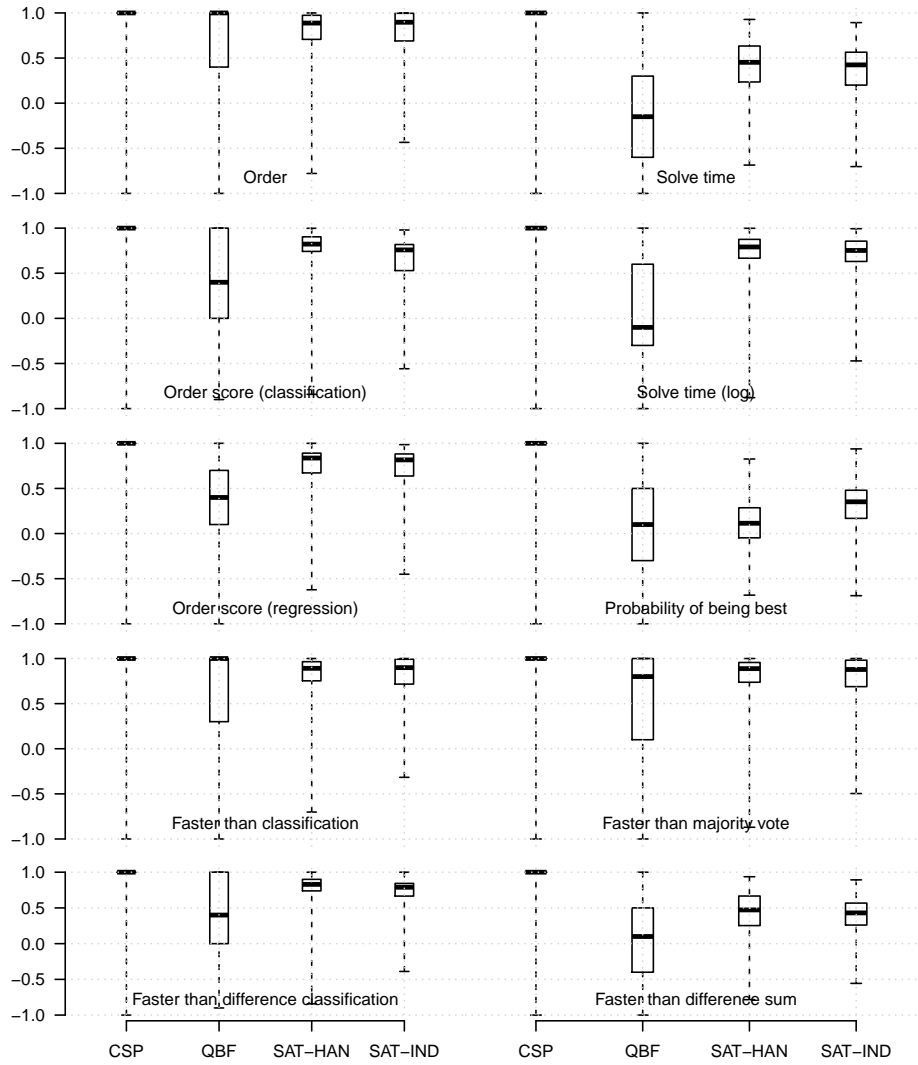 1.0
0.5
0.0
−0.5
−1.0
Order
Solve time
1.0
0.5
0.0
−0.5
−1.0
Order score (classification)
Solve time (log)
1.0
0.5
0.0
−0.5
−1.0
Order score (regression)
Probability of being best
1.0
0.5
0.0
−0.5
−1.0
Faster than classification
Faster than majority vote
1.0
0.5
0.0
−0.5
−1.0
Faster than difference classification
Faster than difference sum
CSP QBF SAT−HAN SAT−IND CSP QBF SAT−HAN SAT−IND